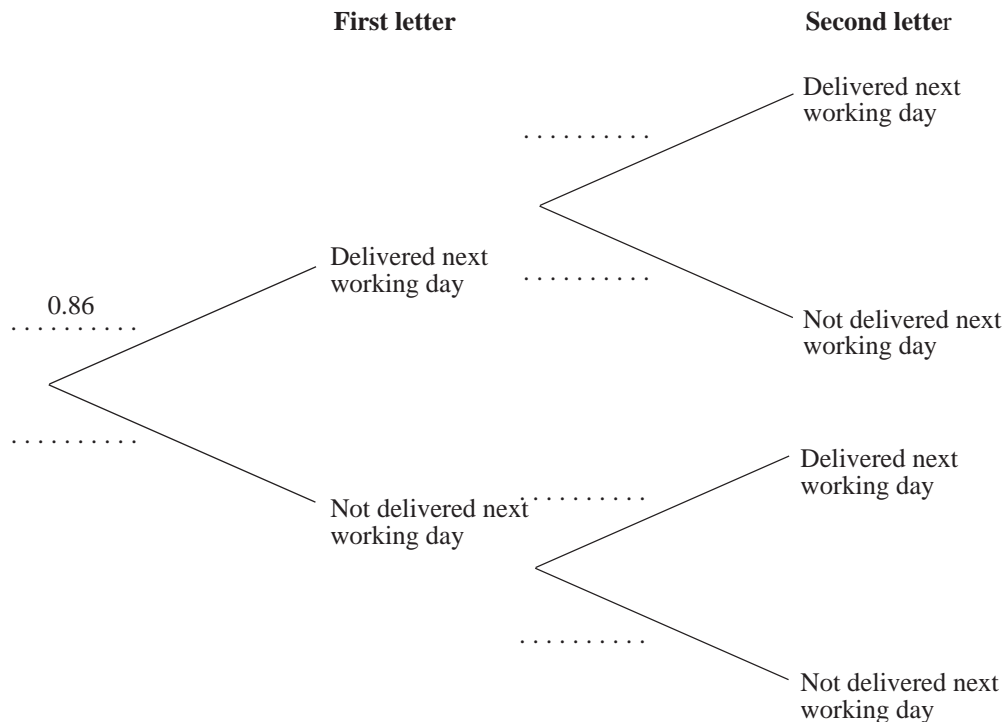 First letter
Second letter
Delivered next
working day
. . . . . . . . . .
Delivered next
working day
. . . . . . . . . .
0.86
. . . . . . . . . .
Not delivered next
working day
. . . . . . . . . .
Delivered next
working day
. . . . . . . . . .
Not delivered next
working day
. . . . . . . . . .
Not delivered next
working day